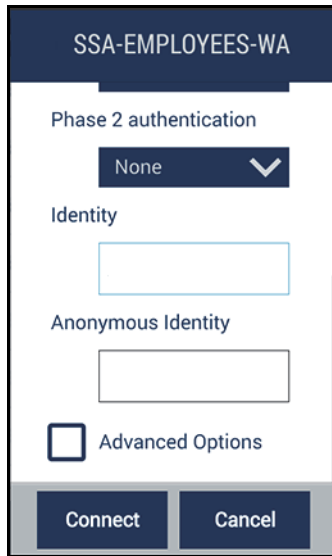 SSA-EMPLOYEES-WA
Phase 2 authentication
None
Identity
Anonymous Identity
Advanced Options
Connect Cancel